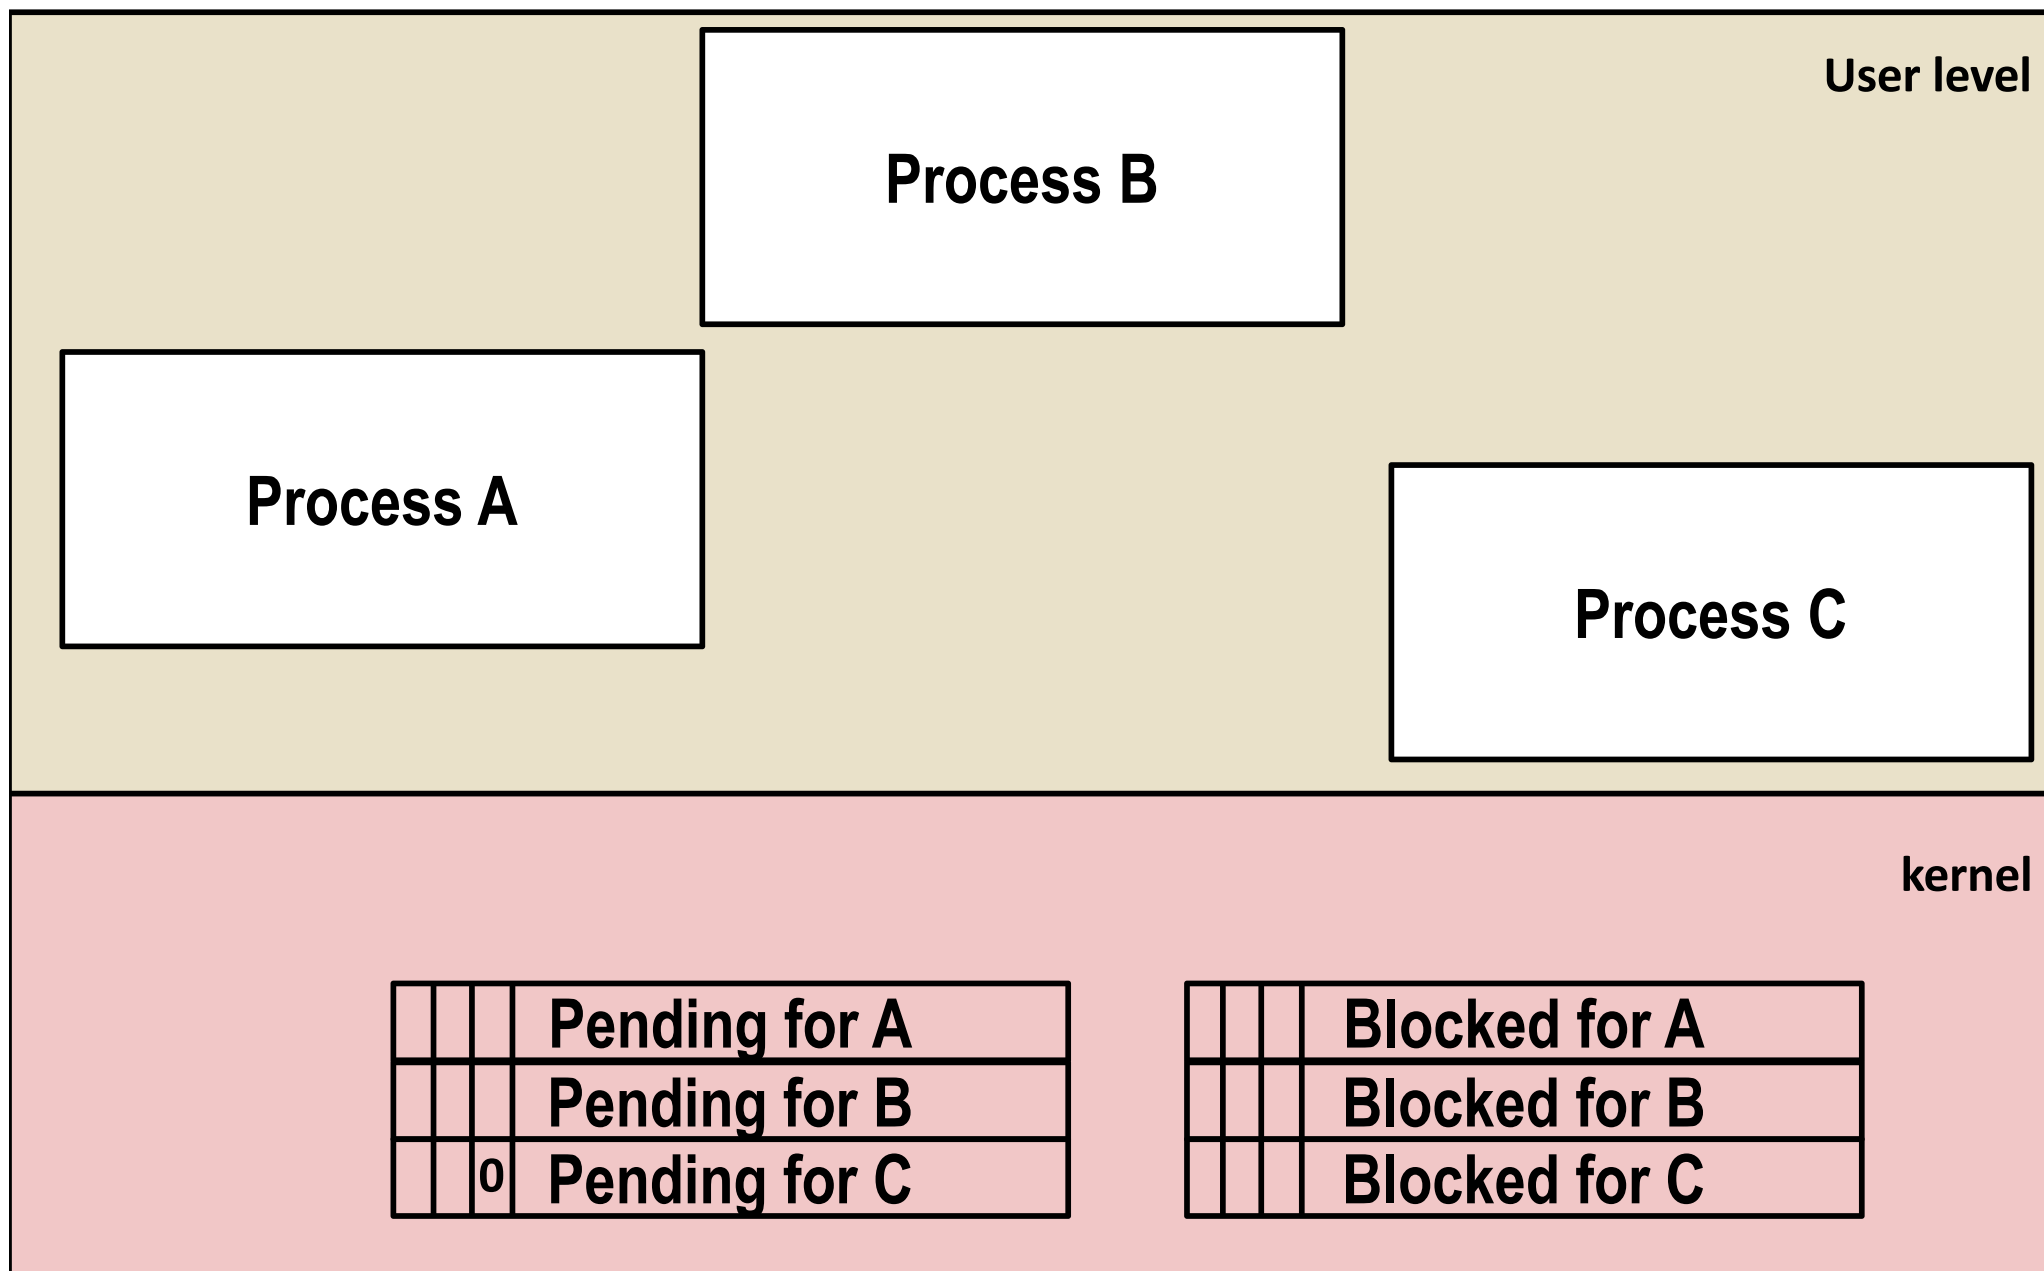 User level
Process B
Process A
Process C
kernel
Pending for A
Blocked for A
Pending for B
Blocked for B
0 Pending for C
Blocked for C